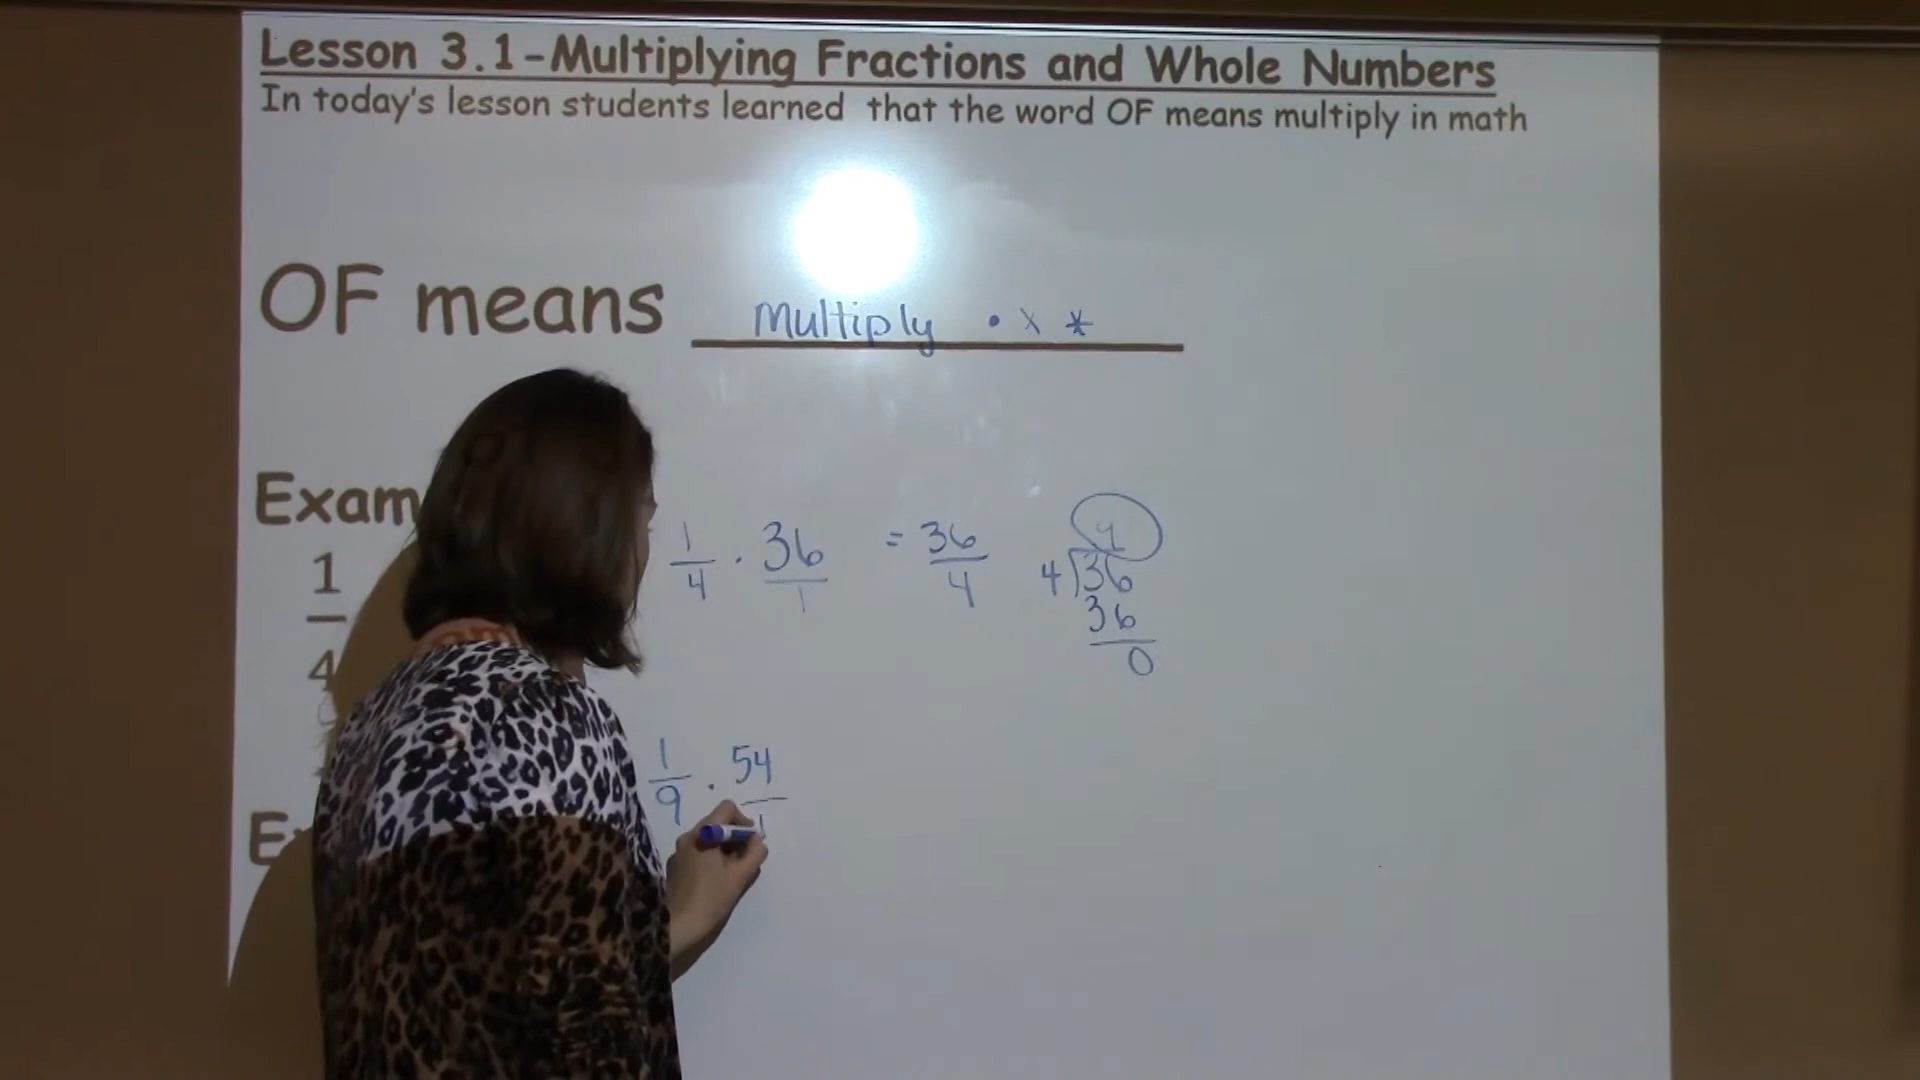 Lesson 3.1-Multiplying Fractions and Whole Numbers
In today's lesson students learned that the word OF means multiply in math
OF means Multiply • x *
Exam
1
4
1/4 · 36/1 = 36/4
4)36
36
0
1/9 · 54/1